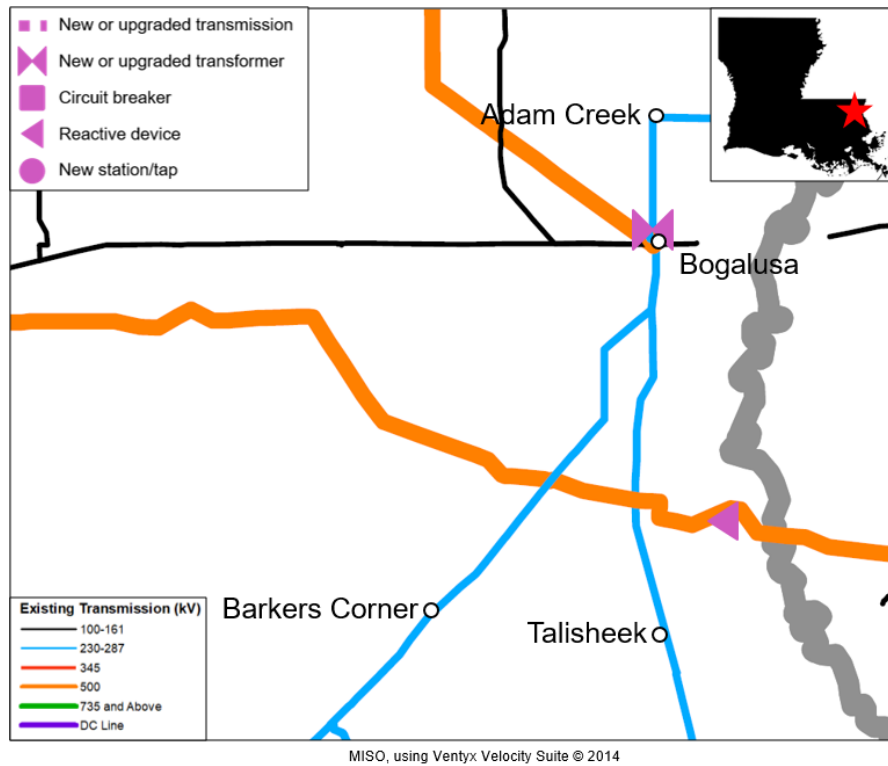 New or upgraded transmission
New or upgraded transformer
Circuit breaker
Reactive device
New station/tap
Adam Creek
Bogalusa
Barkers Corner
Talisheek
Existing Transmission (kV)
100-161
230-287
345
500
735 and Above
DC Line
MISO, using Ventyx Velocity Suite © 2014